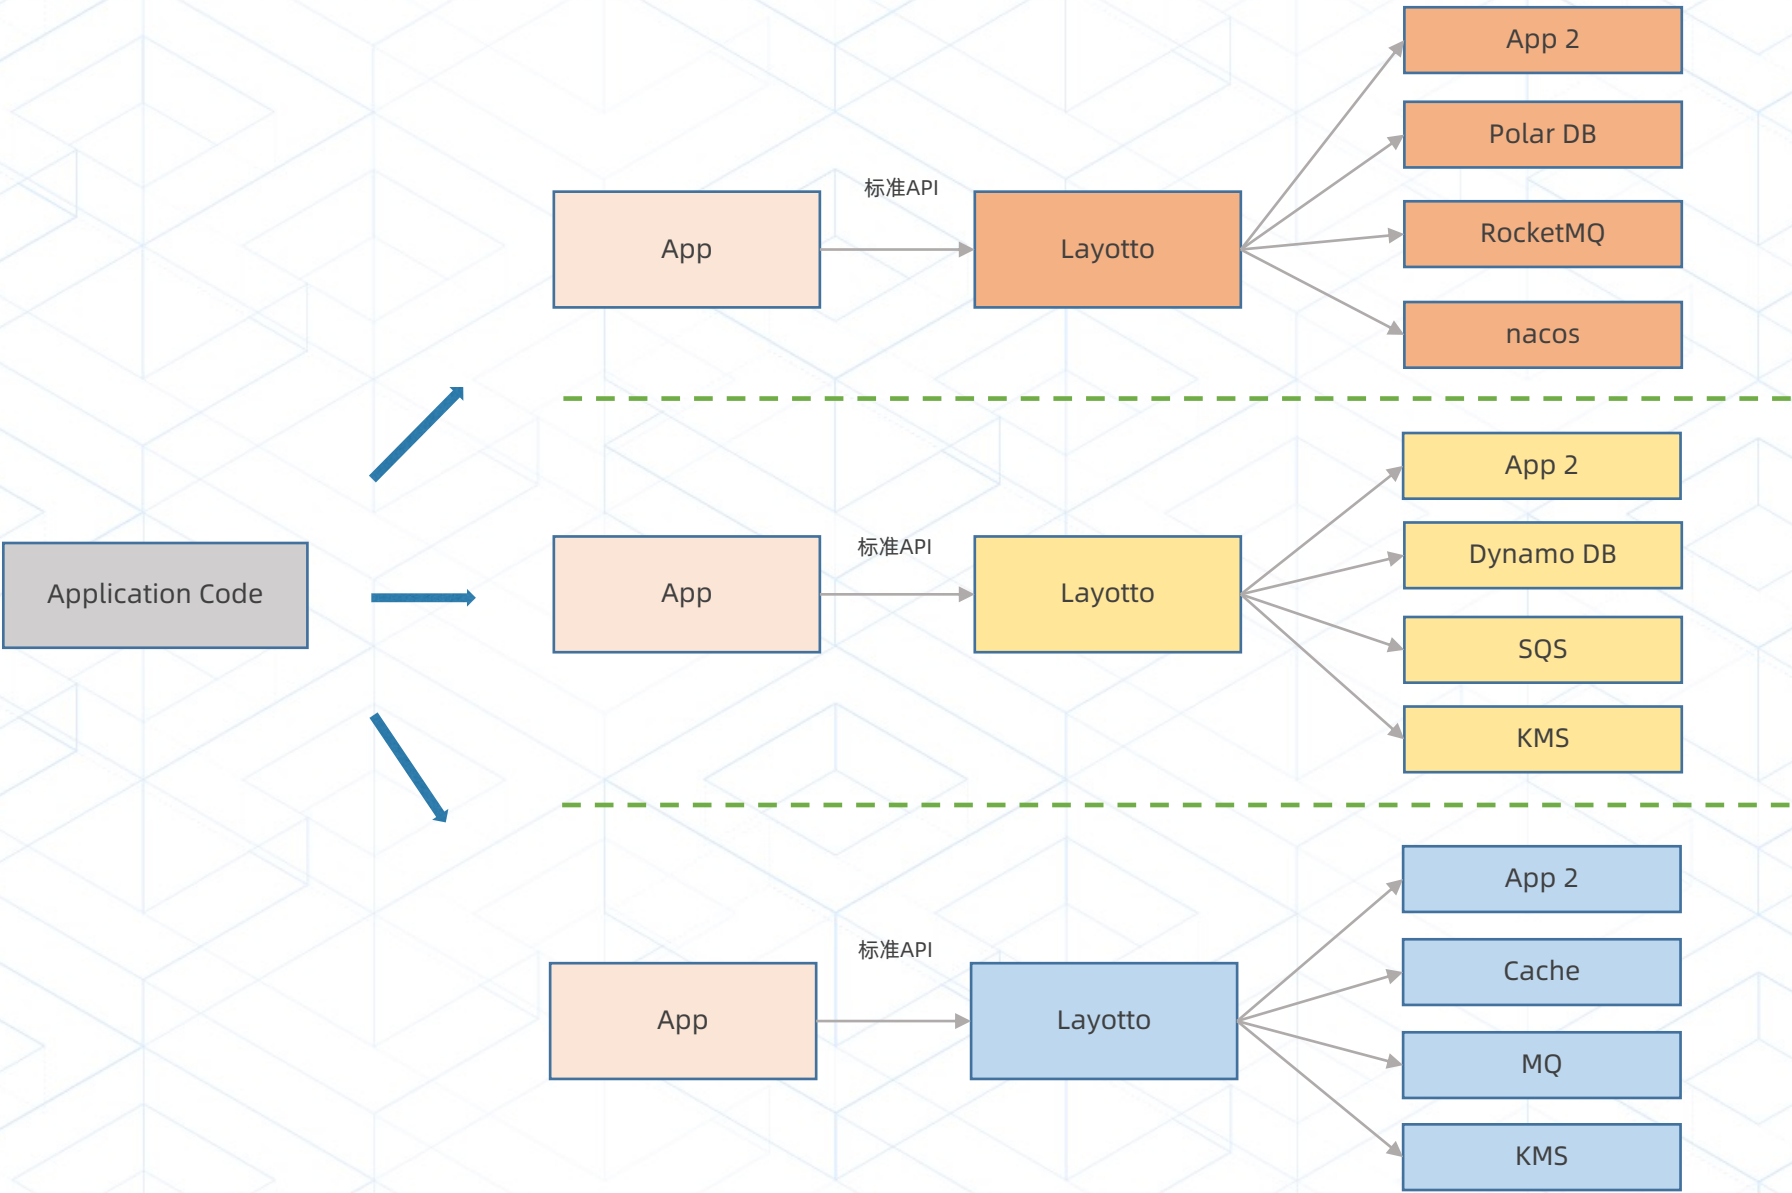 App 2
Polar DB
标准API
RocketMQ
App
Layotto
nacos
App 2
标准API
Dynamo DB
Application Code
App
Layotto
SQS
KMS
App 2
标准API
Cache
App
Layotto
MQ
KMS